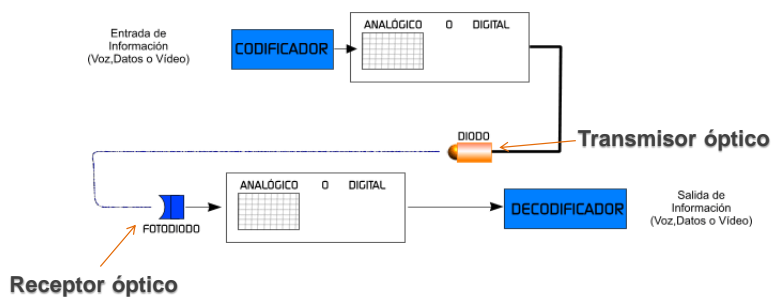 Entrada de
Información
(Voz,Datos o Vídeo)
CODIFICADOR
ANALÓGICO O DIGITAL
DIODO
Transmisor óptico
FOTODIODO
ANALÓGICO O DIGITAL
DECODIFICADOR
Salida de
Información
(Voz,Datos o Vídeo)
Receptor óptico